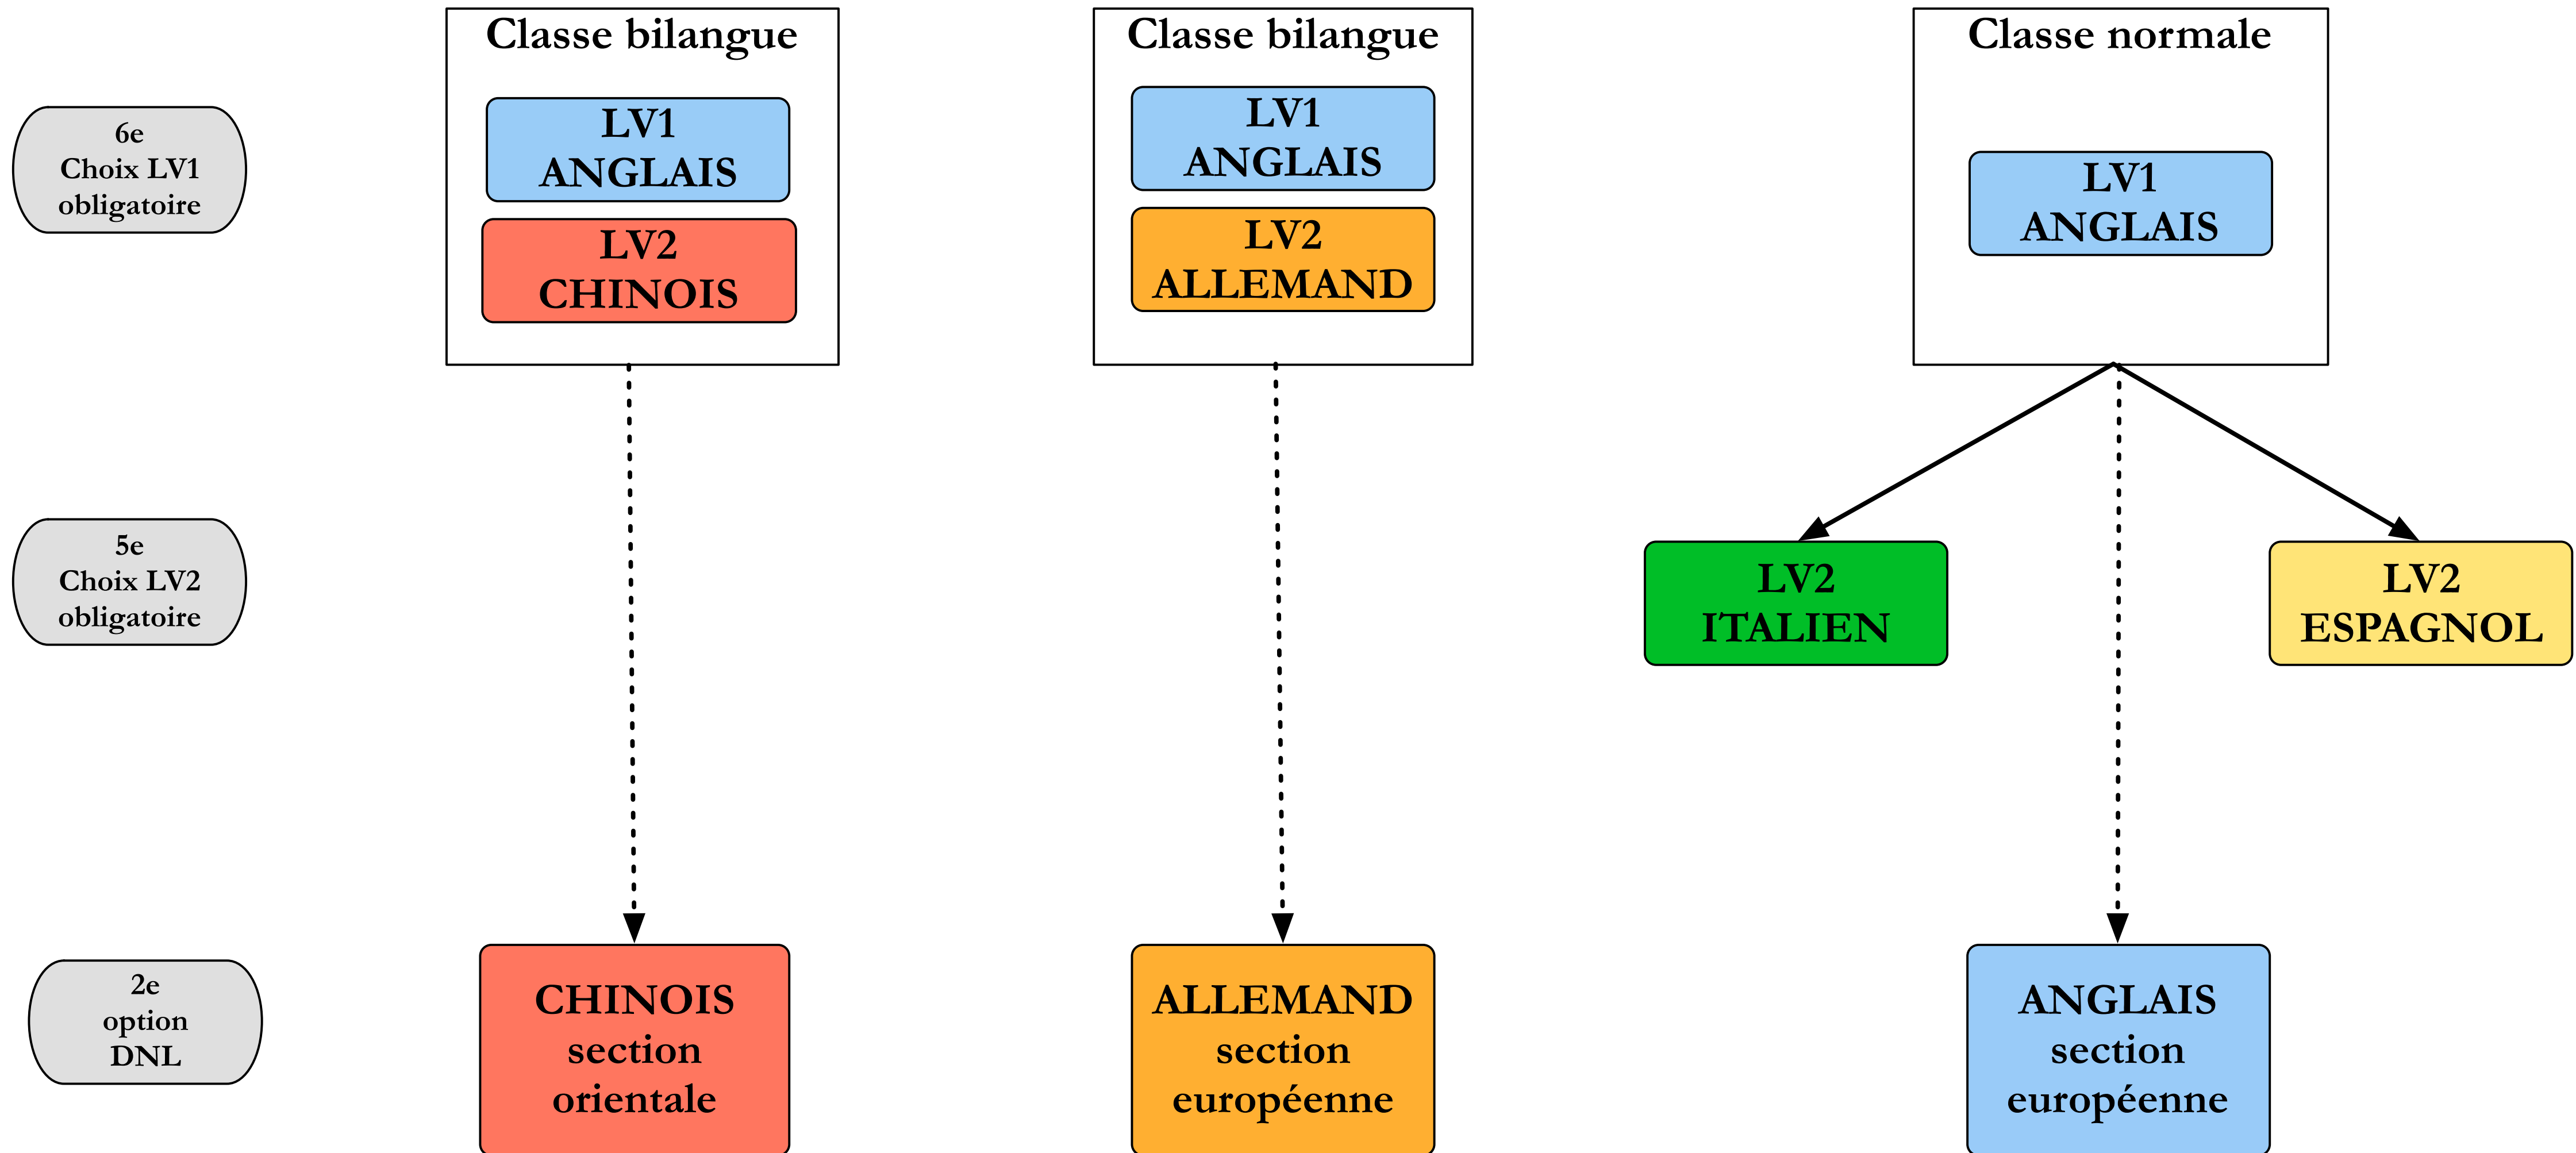 Classe bilangue
LV1
ANGLAIS
LV2
CHINOIS
Classe bilangue
LV1
ANGLAIS
LV2
ALLEMAND
Classe normale
LV1
ANGLAIS
6e
Choix LV1
obligatoire
5e
Choix LV2
obligatoire
LV2
ITALIEN
LV2
ESPAGNOL
2e
option
DNL
CHINOIS
section
orientale
ALLEMAND
section
européenne
ANGLAIS
section
européenne